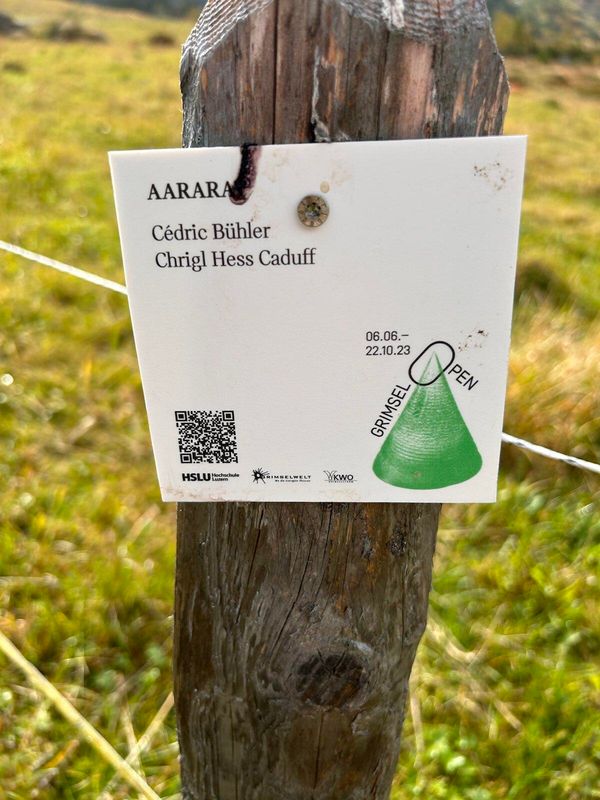 AARARA
Cédric Bühler
Chrigl Hess Caduff
06.06.–
22.10.23
GRIMSEL
OPEN
HSLU Hochschule
Luzern
GRIMSELWELT
KWO